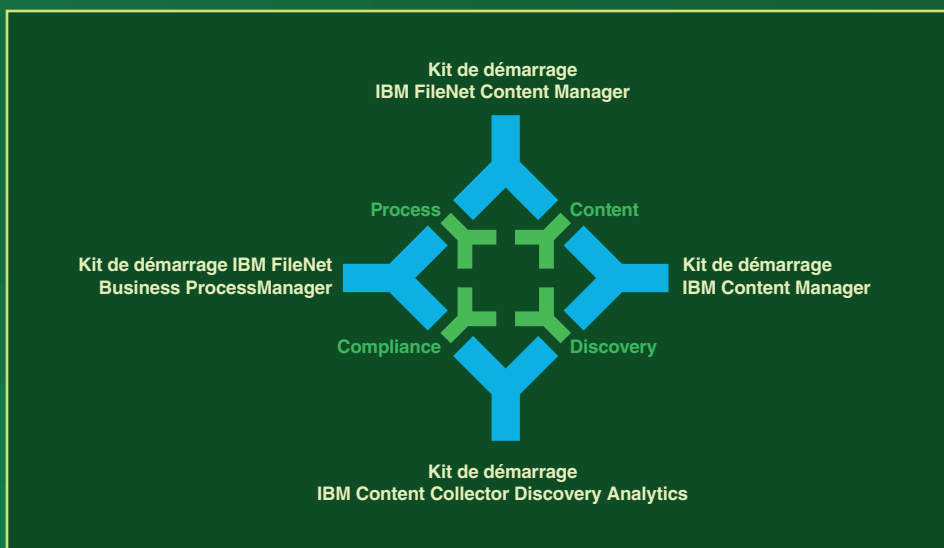 Kit de démarrage
IBM FileNet Content Manager
Process
Content
Kit de démarrage IBM FileNet
Business ProcessManager
Kit de démarrage
IBM Content Manager
Compliance
Discovery
Kit de démarrage
IBM Content Collector Discovery Analytics